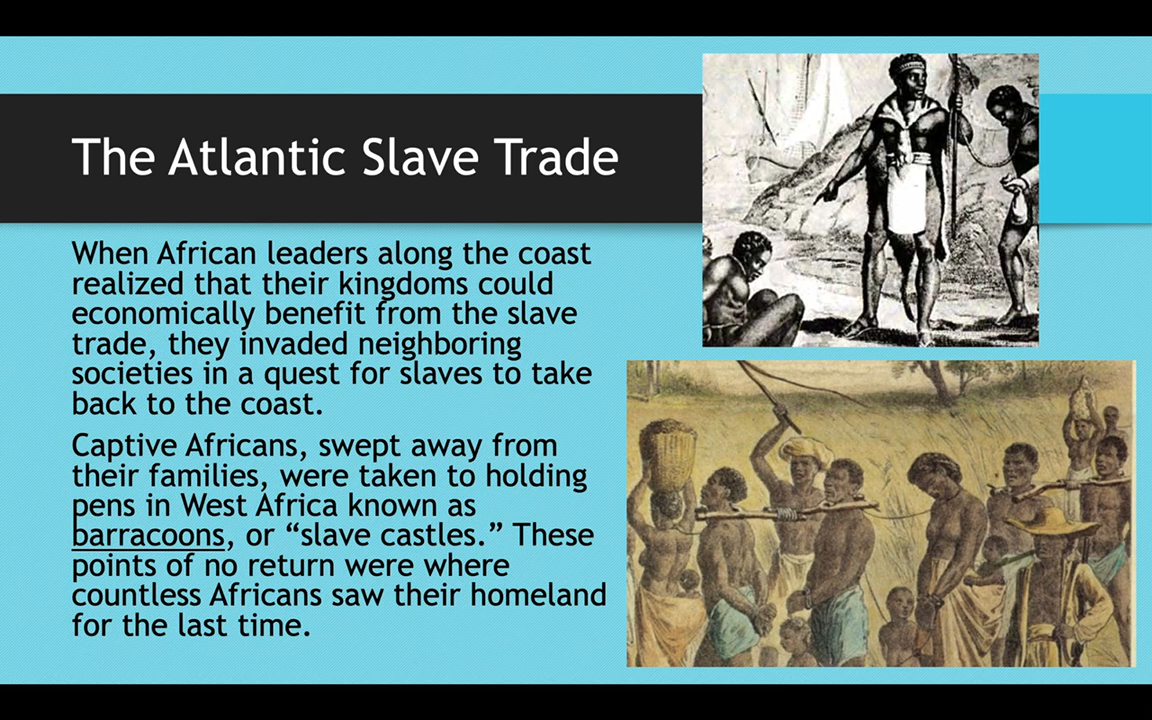 The Atlantic Slave Trade
When African leaders along the coast
realized that their kingdoms could
economically benefit from the slave
trade, they invaded neighboring
societies in a quest for slaves to take
back to the coast.
Captive Africans, swept away from
their families, were taken to holding
pens in West Africa known as
barracoons, or “slave castles.” These
points of no return were where
countless Africans saw their homeland
for the last time.